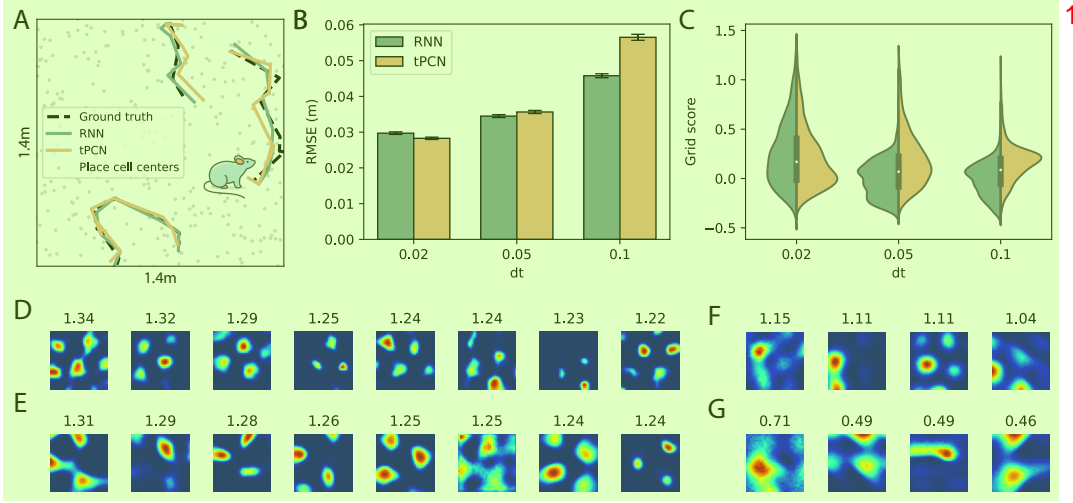 1
A
1.4m
Ground truth
RNN
tPCN
Place cell centers
1.4m
B
RMSE (m)
0.06
0.05
0.04
0.03
0.02
0.01
0.00
RNN
tPCN
0.02 0.05 0.1
dt
C
Grid score
1.5
1.0
0.5
0.0
−0.5
0.02 0.05 0.1
dt
D
1.34 1.32 1.29 1.25 1.24 1.24 1.23 1.22
F
1.15 1.11 1.11 1.04
E
1.31 1.29 1.28 1.26 1.25 1.25 1.24 1.24
G
0.71 0.49 0.49 0.46